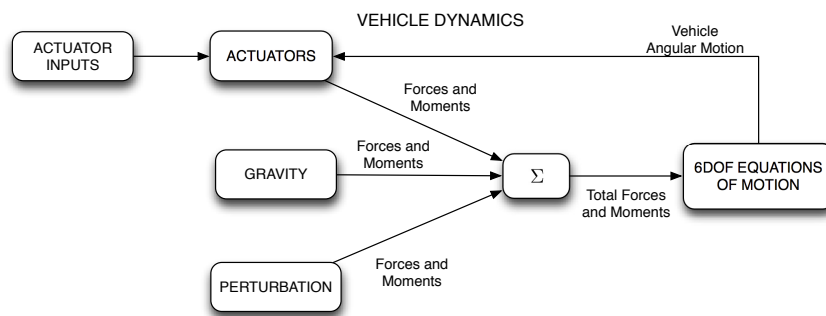 VEHICLE DYNAMICS
ACTUATOR
INPUTS
ACTUATORS
Vehicle
Angular Motion
Forces and
Moments
Forces and
Moments
GRAVITY
Σ
Total Forces
and Moments
6DOF EQUATIONS
OF MOTION
Forces and
Moments
PERTURBATION